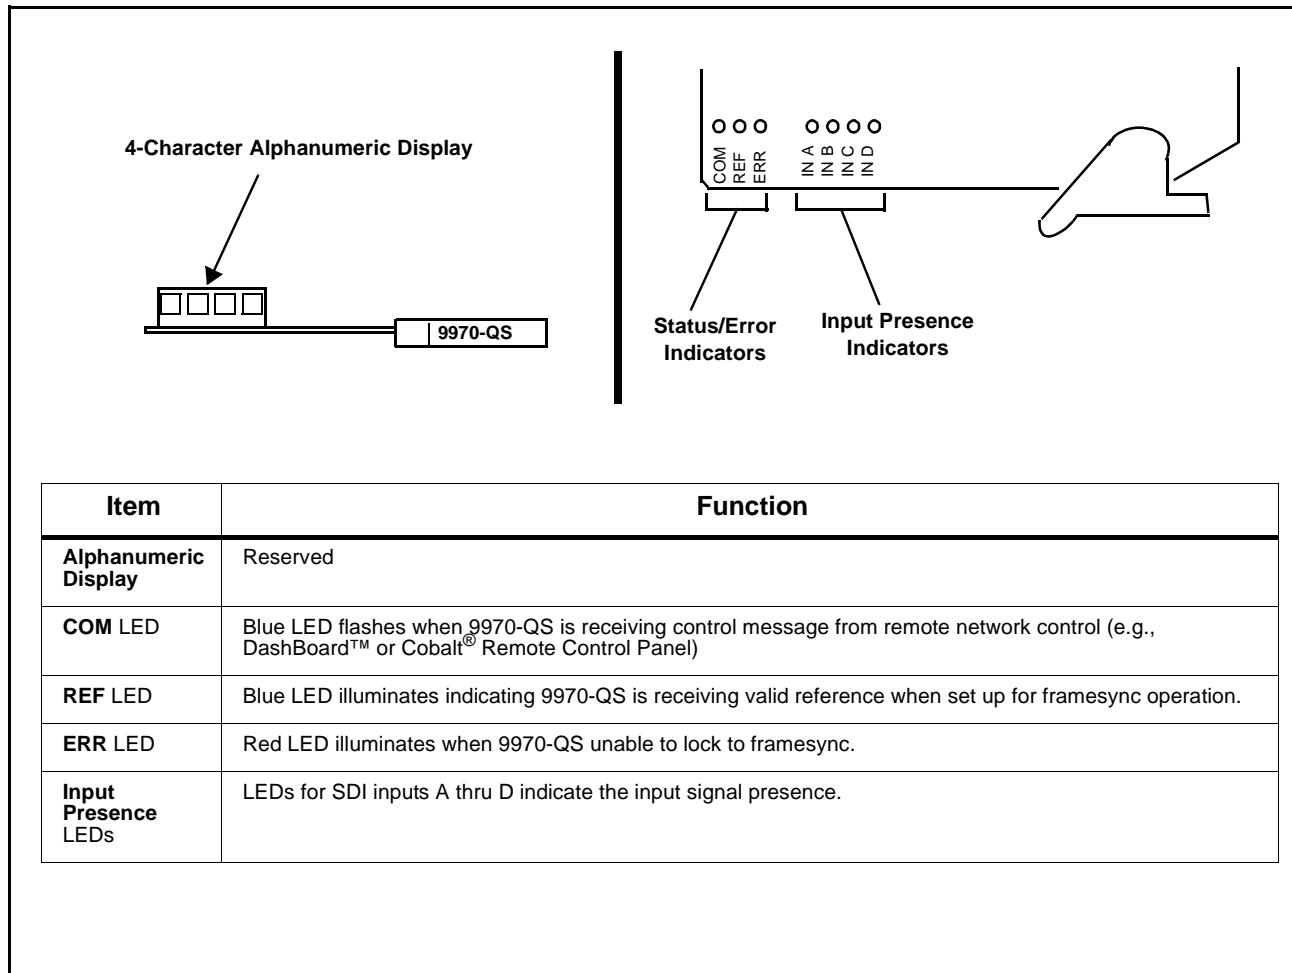 4-Character Alphanumeric Display
9970-QS
COM
REF
ERR
IN A
IN B
IN C
IN D
Status/Error
Indicators
Input Presence
Indicators
Item
Function
Alphanumeric
Display
Reserved
COM LED
Blue LED flashes when 9970-QS is receiving control message from remote network control (e.g.,
DashBoard™ or Cobalt® Remote Control Panel)
REF LED
Blue LED illuminates indicating 9970-QS is receiving valid reference when set up for framesync operation.
ERR LED
Red LED illuminates when 9970-QS unable to lock to framesync.
Input
Presence
LEDs
LEDs for SDI inputs A thru D indicate the input signal presence.